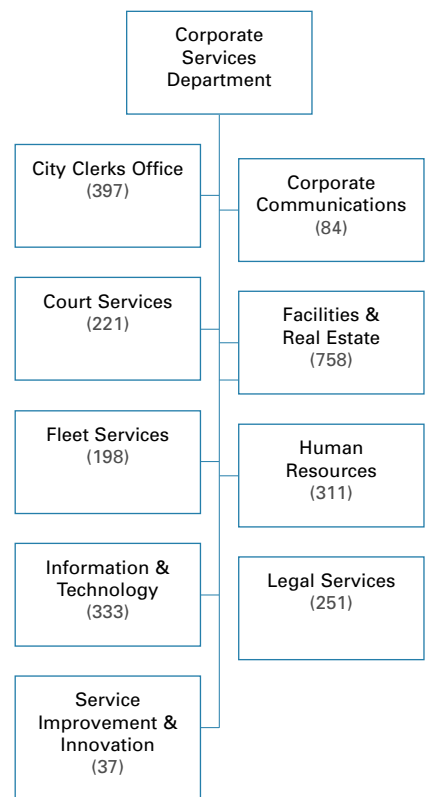 Corporate
Services
Department
City Clerks Office
(397)
Corporate
Communications
(84)
Court Services
(221)
Facilities &
Real Estate
(758)
Fleet Services
(198)
Human
Resources
(311)
Information &
Technology
(333)
Legal Services
(251)
Service
Improvement &
Innovation
(37)